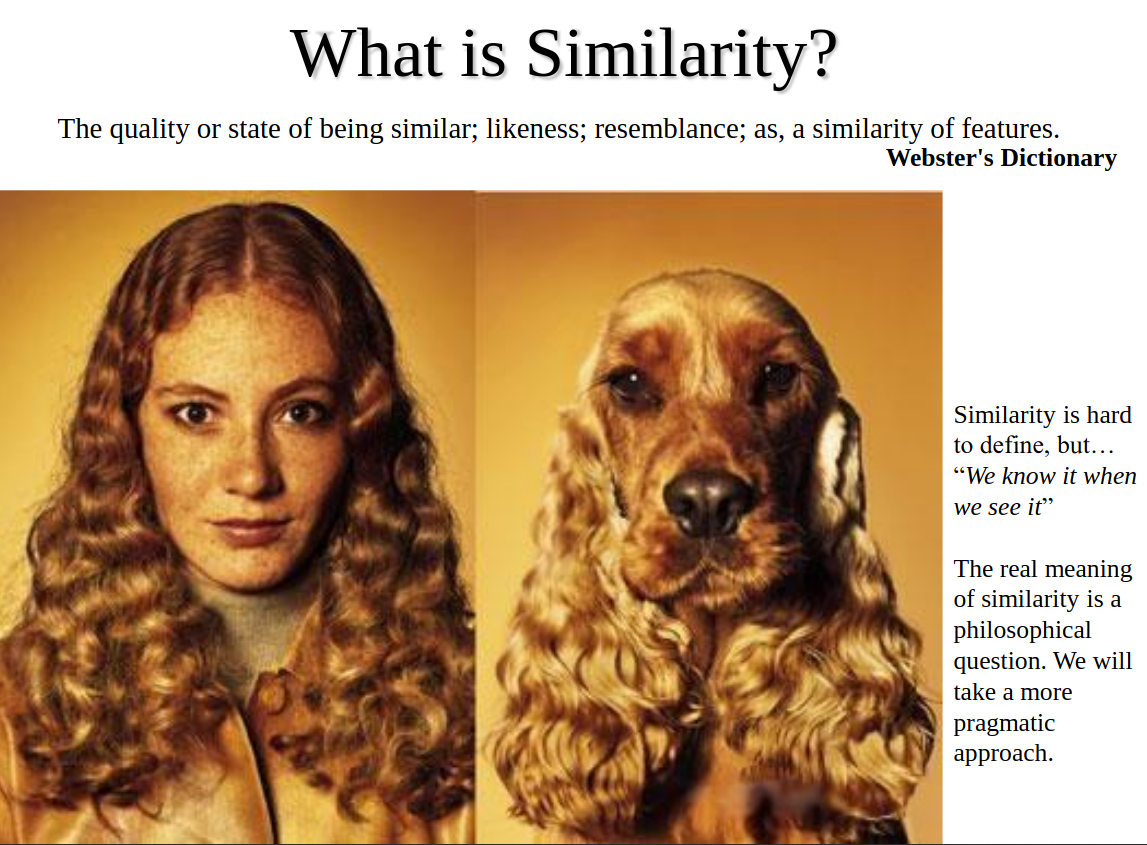 What is Similarity?
The quality or state of being similar; likeness; resemblance; as, a similarity of features.
Webster's Dictionary
Similarity is hard
to define, but…
“We know it when
we see it”
The real meaning
of similarity is a
philosophical
question. We will
take a more
pragmatic
approach.